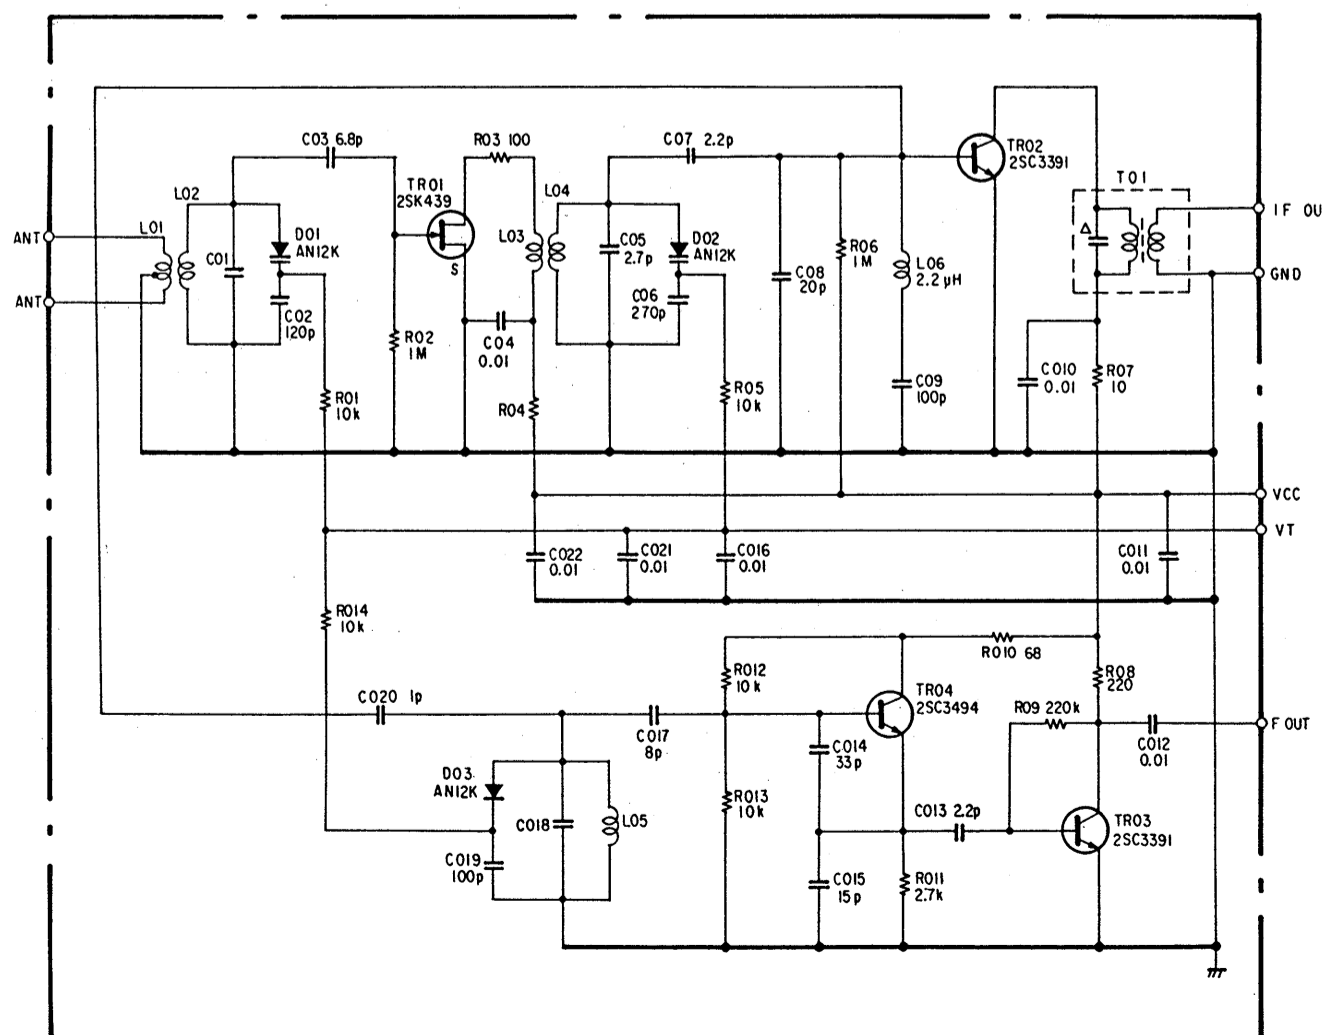 C03 6.8p
R03 100
C07 2.2p
TR02
2SC3391
TR01
2SK439
T01
L02
L04
IF OU
ANT
L01
D01
AN12K
L03
C05
2.7p
D02
AN12K
R06
1M
Δ
C01
S
C08
20p
L06
2.2μH
GND
ANT
C02
120p
C06
270p
R02
1M
C04
0.01
C010
0.01
R07
10
R01
10k
R04
R05
10k
C09
100p
VCC
VT
C022
0.01
C021
0.01
C016
0.01
C011
0.01
R014
10k
R010 68
R012
10k
R08
220
C020 1p
TR04
2SC3494
R09 220k
F OUT
C017
8p
C014
33p
C012
0.01
D03
AN12K
R013
10k
C018
L05
C013 2.2p
TR03
2SC3391
C019
100p
C015
15p
R011
2.7k